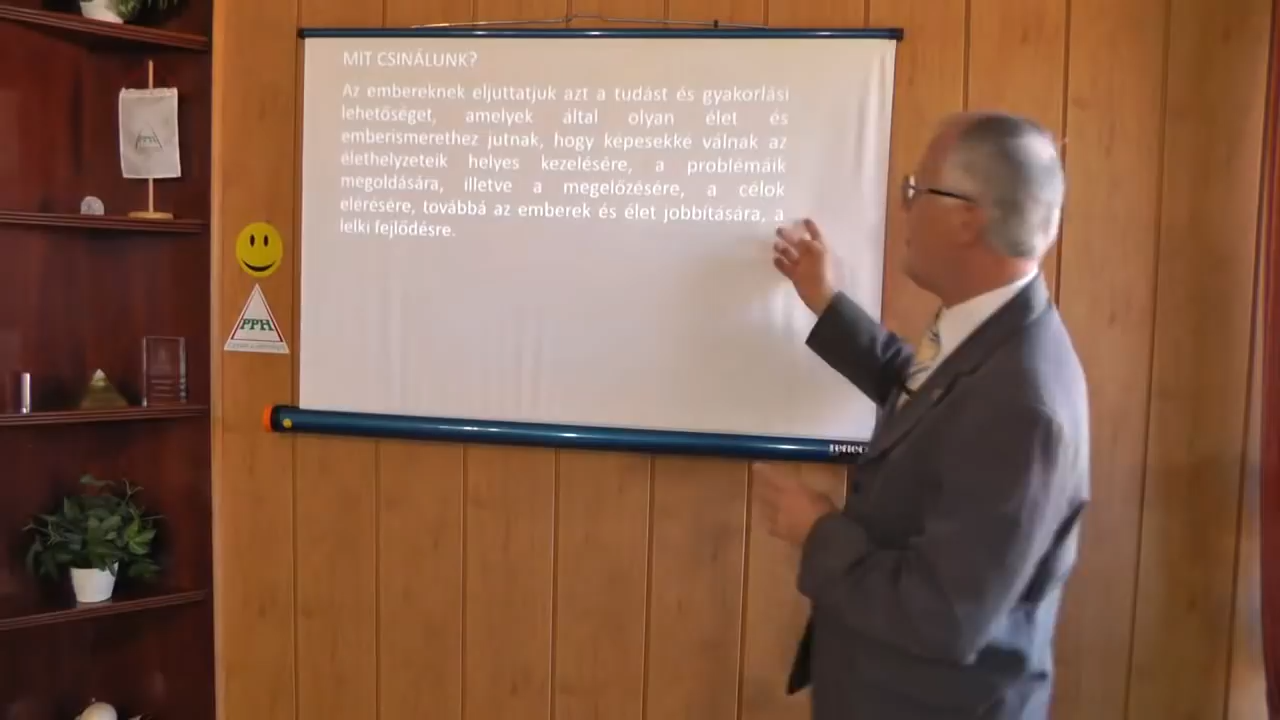 MIT CSINÁLUNK?
Az embereknek eljuttatjuk azt a tudást és gyakorlási
lehetőséget, amelyek által olyan élet és
emberismerethez jutnak, hogy képesekké válnak az
élethelyzeteik helyes kezelésére, a problémáik
megoldására, illetve a megelőzésére, a célok
elérésére, továbbá az emberek és élet jobbítására, a
lelki fejlődésre.
PPH
PPH